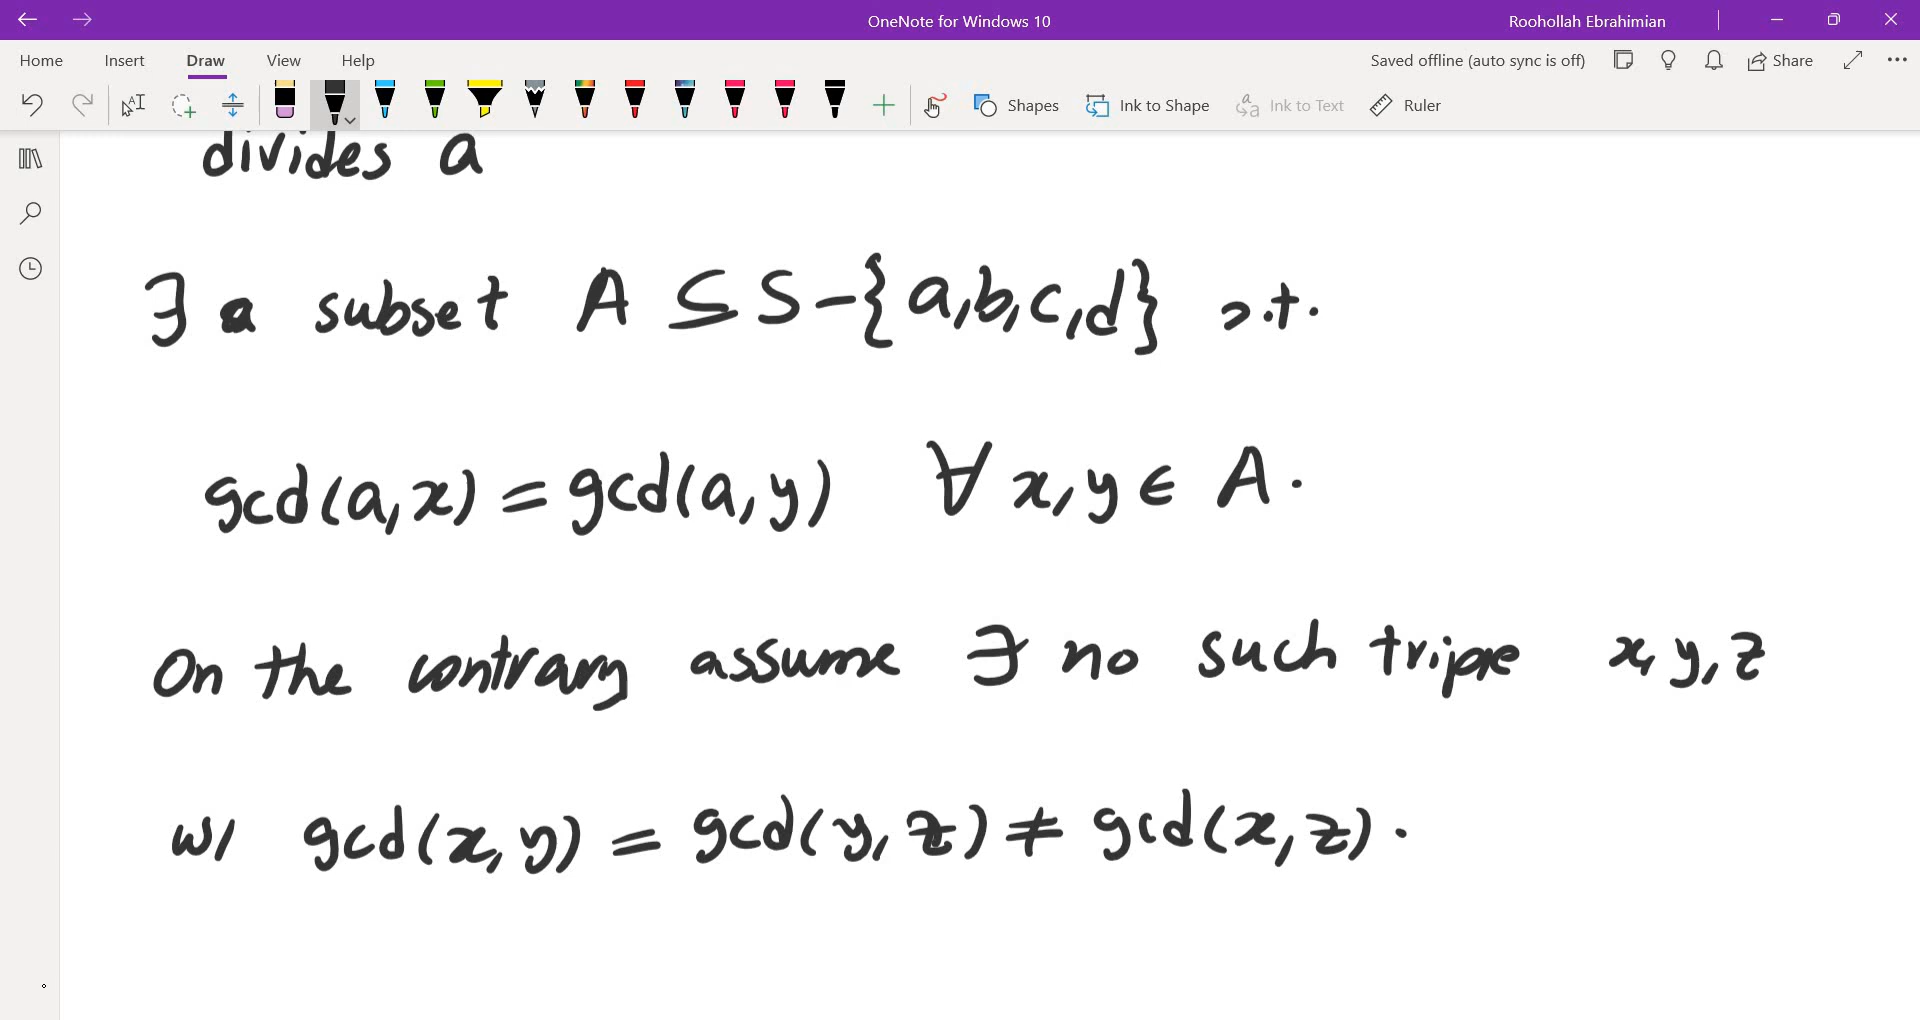 OneNote for Windows 10
Roohollah Ebrahimian
Home Insert Draw View Help
Saved offline (auto sync is off) Share
Shapes Ink to Shape Ink to Text Ruler
divides a
∃ a subset A ⊆ S-{a,b,c,d} s.t.
gcd(a,x) = gcd(a,y) ∀ x,y ∈ A.
On the contrary assume ∃ no such tripe x,y,z
w/ gcd(x,y) = gcd(y,z) ≠ gcd(x,z).